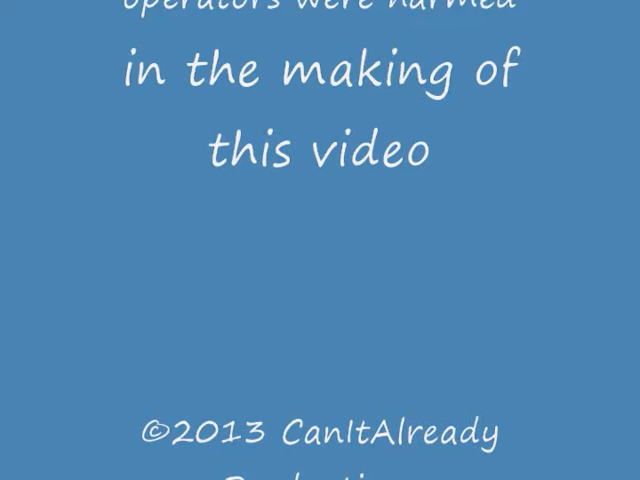 operators were harmed
in the making of
this video
©2013 CanItAlready